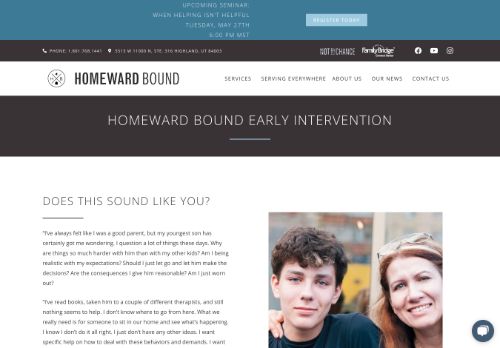 UPCOMING SEMINAR:
WHEN HELPING ISN'T HELPFUL
TUESDAY, MAY 27TH
6:00 PM MST
REGISTER TODAY
PHONE: 1.801.768.1441
5513 W 11000 N, STE. 316 HIGHLAND, UT 84003
NOT BY CHANCE
Family Bridge
HOMEWARD BOUND
SERVICES
SERVING EVERYWHERE
ABOUT US
OUR NEWS
CONTACT US
HOMEWARD BOUND EARLY INTERVENTION
DOES THIS SOUND LIKE YOU?
"I've always felt like I was a good parent, but my youngest son has
certainly got me wondering. I question a lot of things these days. Why
are things so much harder with him than with my other kids? Am I being
realistic with my expectations? Should I just let go and let him make the
decisions? Are the consequences I give him reasonable? Am I just worn
out?
"I've read books, taken him to a couple of different therapists, and still
nothing seems to help. I don't know where to go from here. What we
really need is for someone to sit in our home and see what's happening.
I know I don't do it all right. I just don't have any other ideas. I want
specific help on how to deal with these behaviors and demands. I want